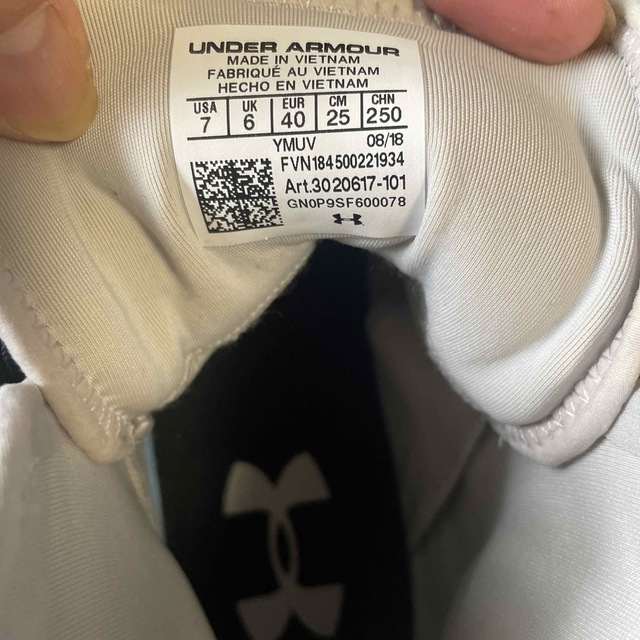 UNDER ARMOUR
MADE IN VIETNAM
FABRIQUÉ AU VIETNAM
HECHO EN VIETNAM
USA UK EUR CM CHN
7 6 40 25 250
YMUV 08/18
FVN184500221934
Art.3020617-101
GN0P9SF600078